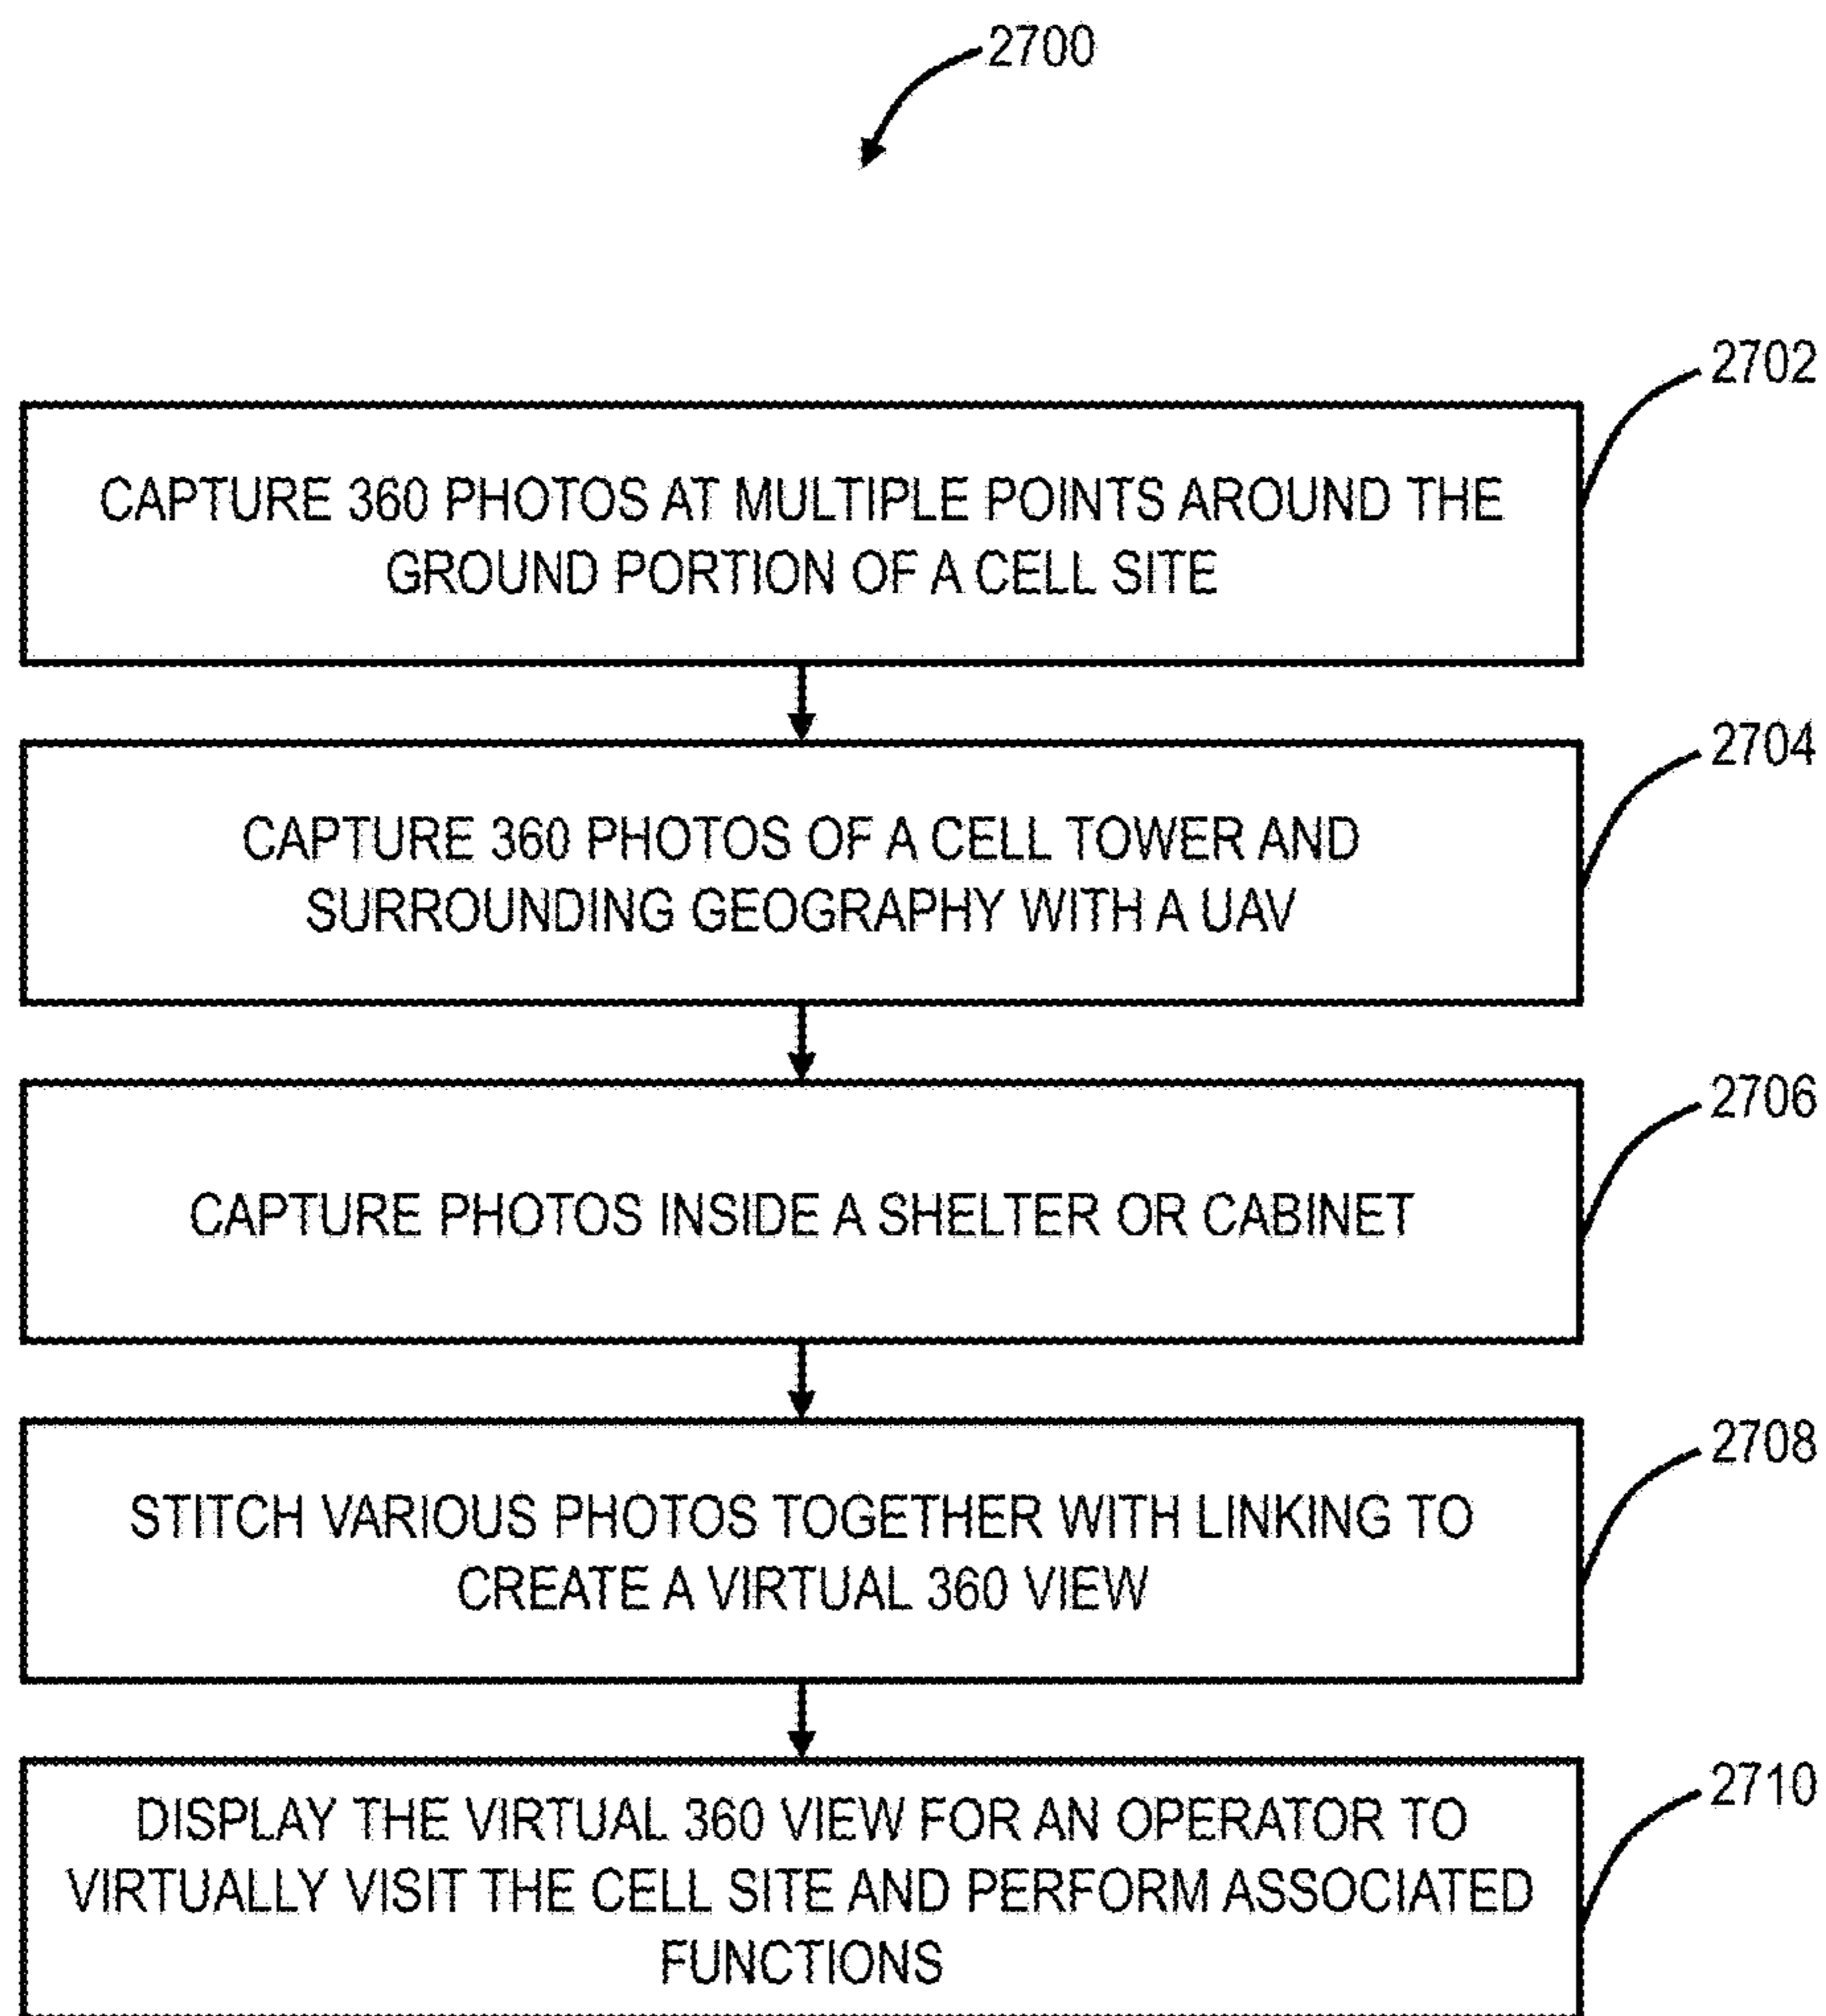 2700
2702
CAPTURE 360 PHOTOS AT MULTIPLE POINTS AROUND THE
GROUND PORTION OF A CELL SITE
2704
CAPTURE 360 PHOTOS OF A CELL TOWER AND
SURROUNDING GEOGRAPHY WITH A UAV
2706
CAPTURE PHOTOS INSIDE A SHELTER OR CABINET
2708
STITCH VARIOUS PHOTOS TOGETHER WITH LINKING TO
CREATE A VIRTUAL 360 VIEW
2710
DISPLAY THE VIRTUAL 360 VIEW FOR AN OPERATOR TO
VIRTUALLY VISIT THE CELL SITE AND PERFORM ASSOCIATED
FUNCTIONS